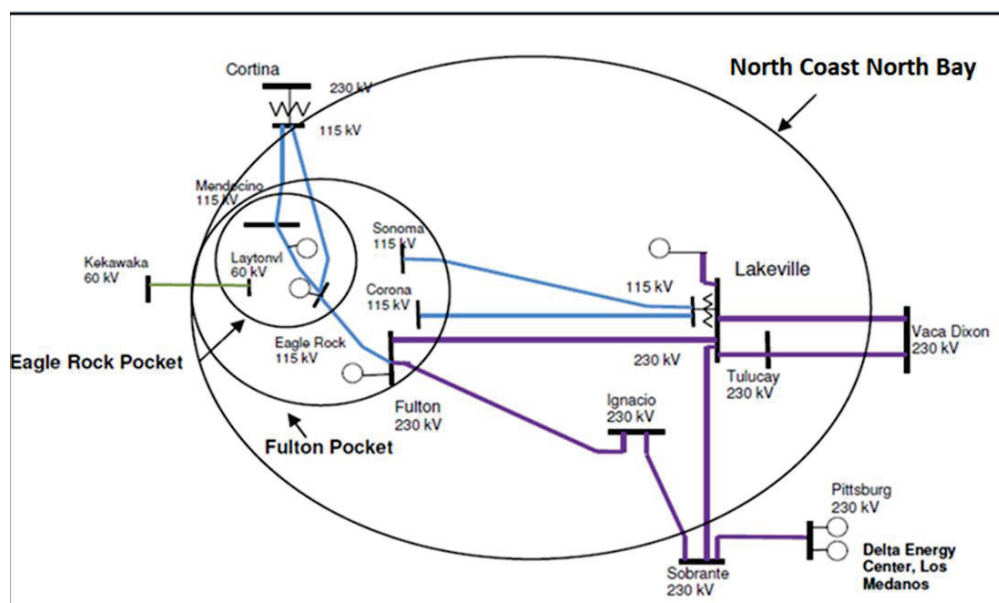 North Coast North Bay
Cortina
230 kV
115 kV
Mendocino
115 kV
Sonoma
115 kV
Laytonvl
60 kV
Kekawaka
60 kV
Lakeville
115 kV
Corona
115 kV
Eagle Rock
115 kV
Vaca Dixon
230 kV
Eagle Rock Pocket
230 kV
Tulucay
230 kV
Ignacio
230 kV
Fulton
230 kV
Fulton Pocket
Pittsburg
230 kV
Delta Energy
Center, Los
Medanos
Sobrante
230 kV